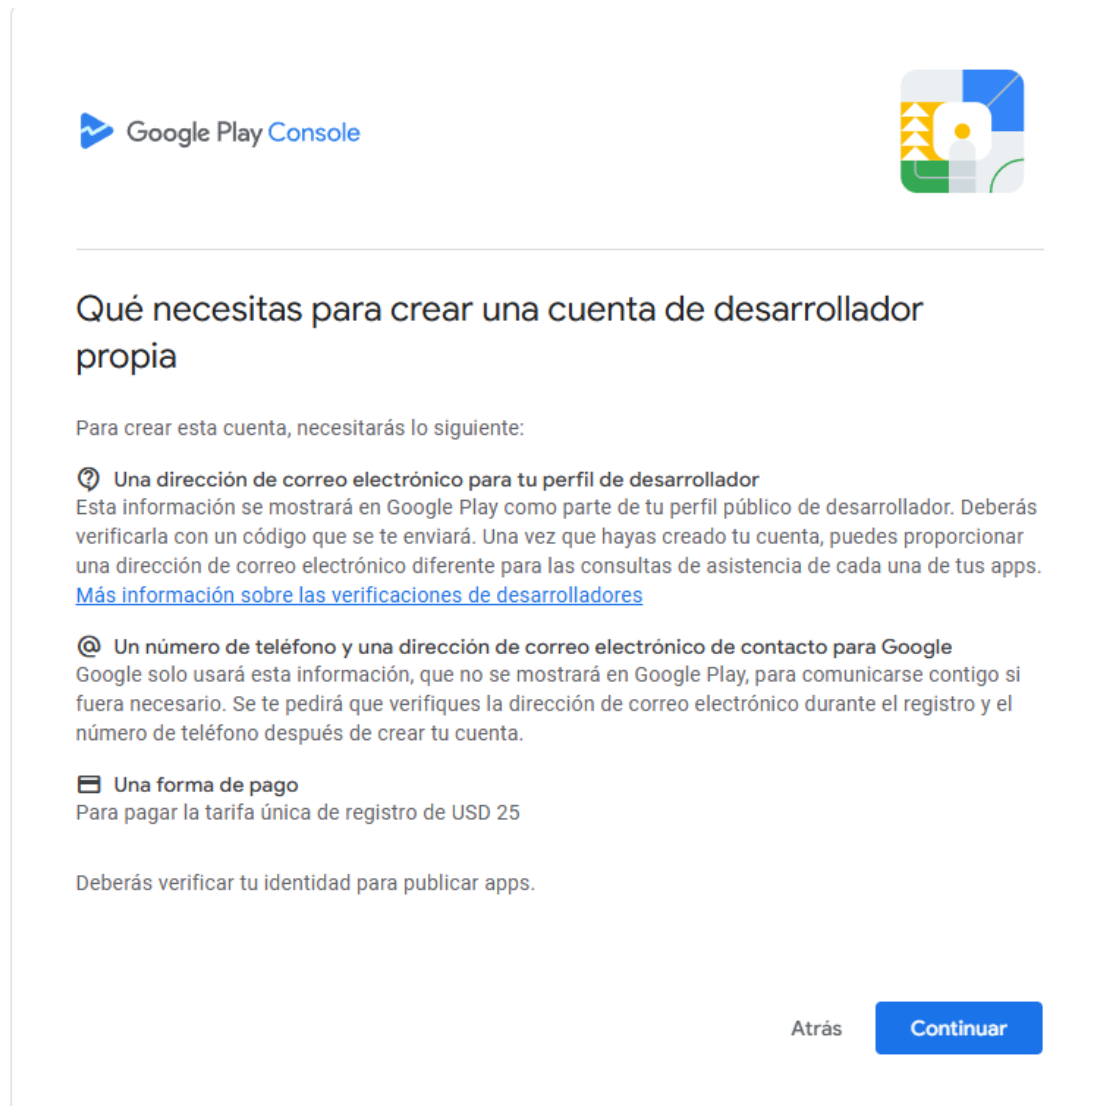 Google Play Console
Qué necesitas para crear una cuenta de desarrollador
propia
Para crear esta cuenta, necesitarás lo siguiente:
Una dirección de correo electrónico para tu perfil de desarrollador
Esta información se mostrará en Google Play como parte de tu perfil público de desarrollador. Deberás
verificarla con un código que se te enviará. Una vez que hayas creado tu cuenta, puedes proporcionar
una dirección de correo electrónico diferente para las consultas de asistencia de cada una de tus apps.
Más información sobre las verificaciones de desarrolladores
Un número de teléfono y una dirección de correo electrónico de contacto para Google
Google solo usará esta información, que no se mostrará en Google Play, para comunicarse contigo si
fuera necesario. Se te pedirá que verifiques la dirección de correo electrónico durante el registro y el
número de teléfono después de crear tu cuenta.
Una forma de pago
Para pagar la tarifa única de registro de USD 25
Deberás verificar tu identidad para publicar apps.
Atrás Continuar